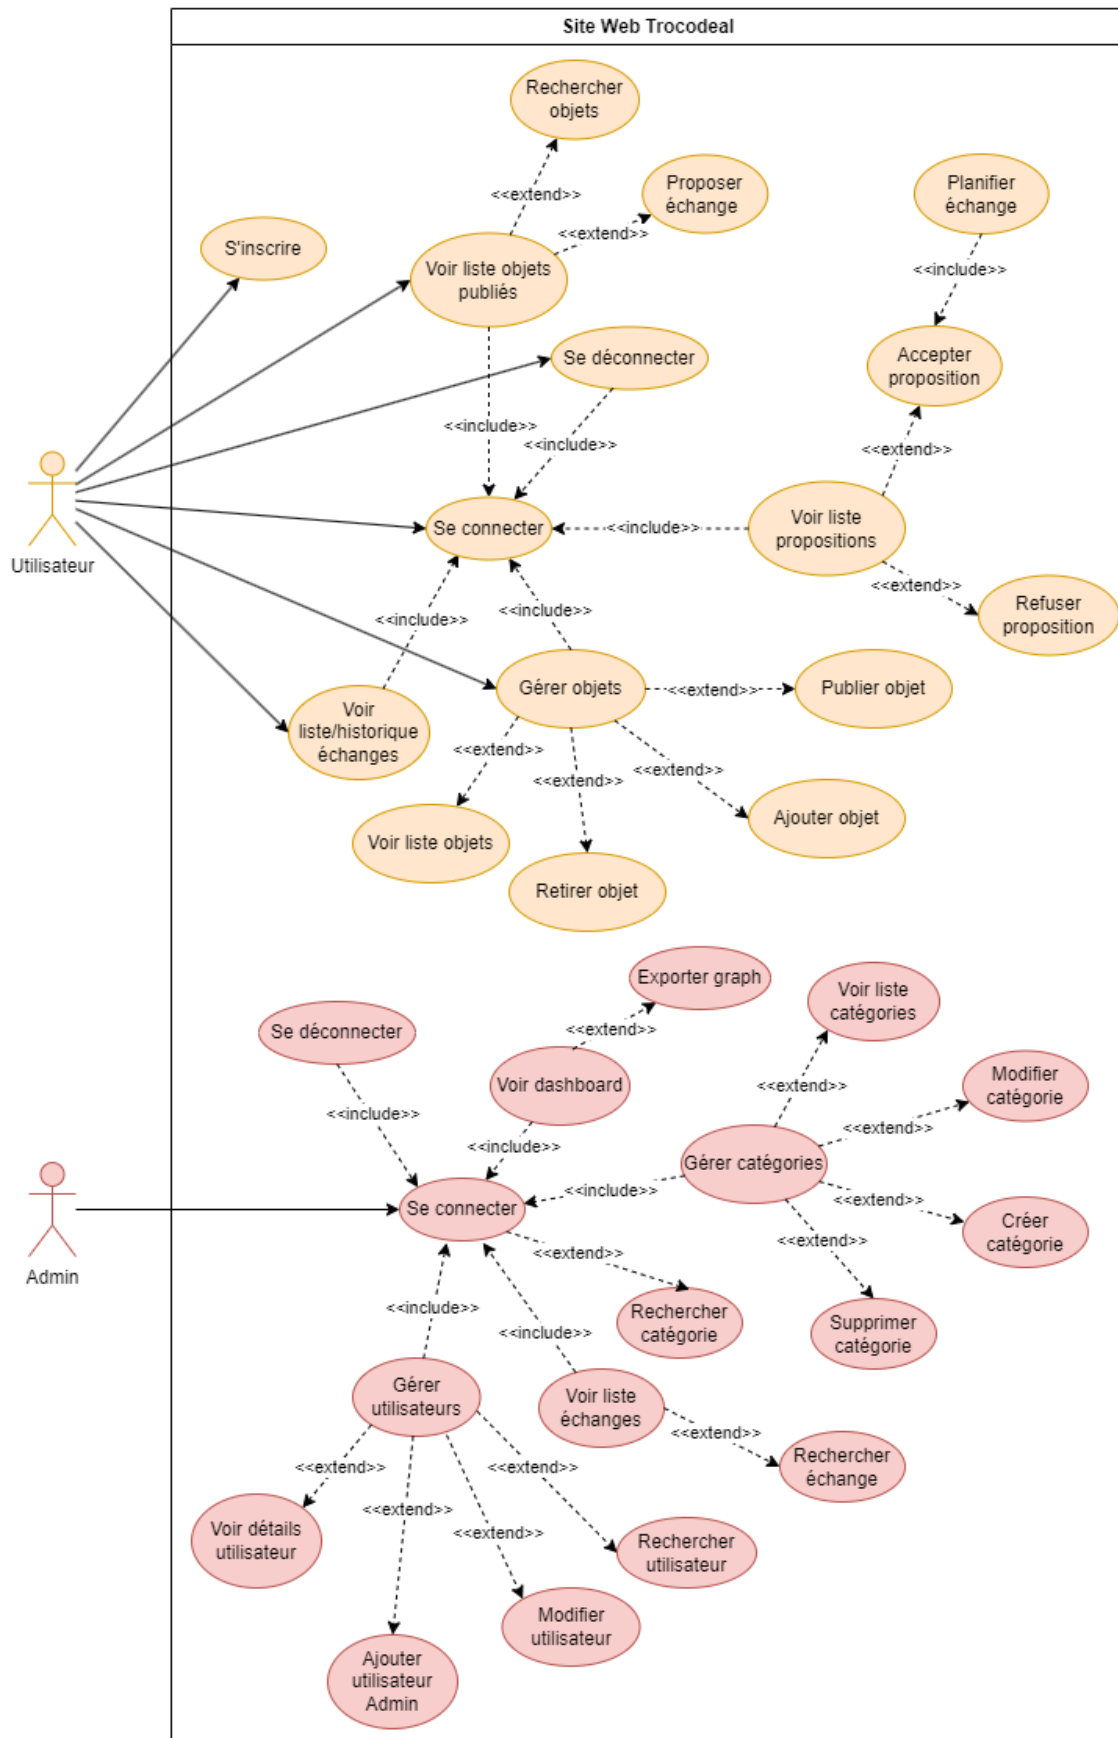 Site Web Trocodeal
Rechercher
objets
<<extend>>
Proposer
échange
Planifier
échange
<<extend>>
S'inscrire
Voir liste objets
publiés
<<include>>
Se déconnecter
Accepter
proposition
<<include>>
<<include>>
<<extend>>
Utilisateur
Se connecter
<<include>>
Voir liste
propositions
<<extend>>
Refuser
proposition
<<include>>
<<include>>
Gérer objets
<<extend>>
Publier objet
Voir
liste/historique
échanges
<<extend>>
<<extend>>
<<extend>>
Ajouter objet
Voir liste objets
Retirer objet
Exporter graph
Voir liste
catégories
Se déconnecter
<<extend>>
Voir dashboard
<<extend>>
Modifier
catégorie
<<include>>
<<include>>
<<extend>>
Gérer catégories
<<include>>
<<extend>>
Admin
Se connecter
Créer
catégorie
<<extend>>
<<extend>>
Rechercher
catégorie
Supprimer
catégorie
<<include>>
<<include>>
Gérer
utilisateurs
Voir liste
échanges
<<extend>>
Rechercher
échange
<<extend>>
<<extend>>
<<extend>>
<<extend>>
Voir détails
utilisateur
Rechercher
utilisateur
Modifier
utilisateur
Ajouter
utilisateur
Admin